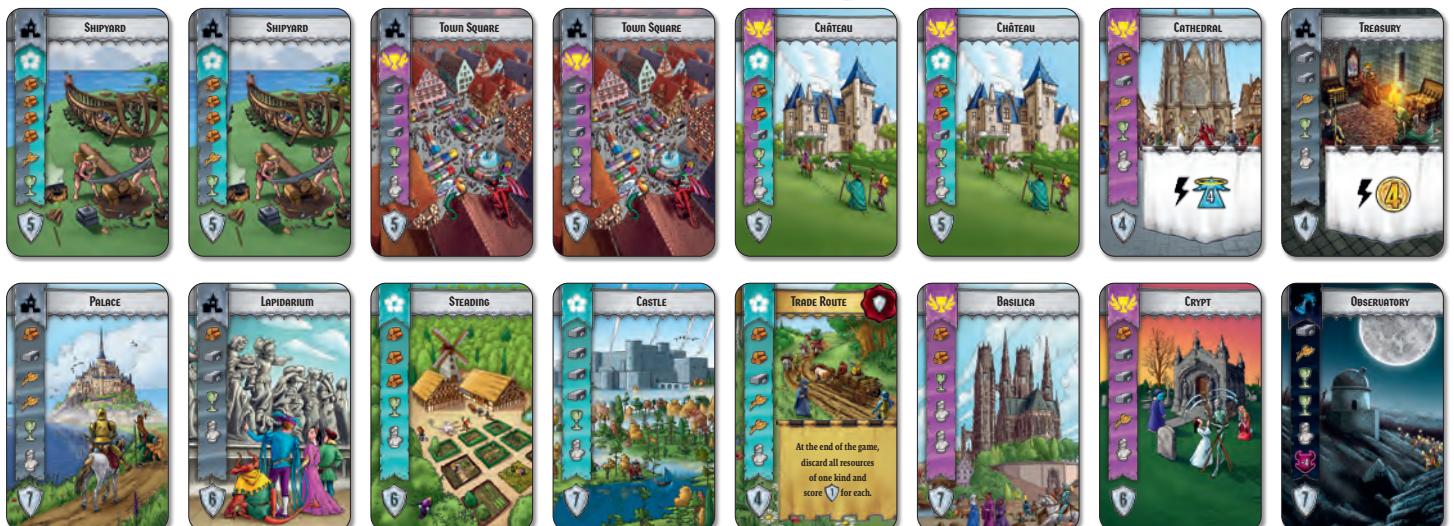 Shipyard
5
Shipyard
5
Town Square
5
Town Square
5
Château
5
Château
5
Cathedral
4
4
Treasury
4
4
Palace
7
Lapidarium
6
Steading
6
Castle
7
Trade Route
At the end of the game,
discard all resources
of one kind and
score 1 for each.
4
Basilica
7
Crypt
6
Observatory
7